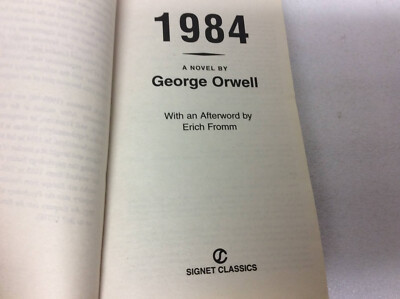 1984
A NOVEL BY
George Orwell
With an Afterword by
Erich Fromm
SIGNET CLASSICS